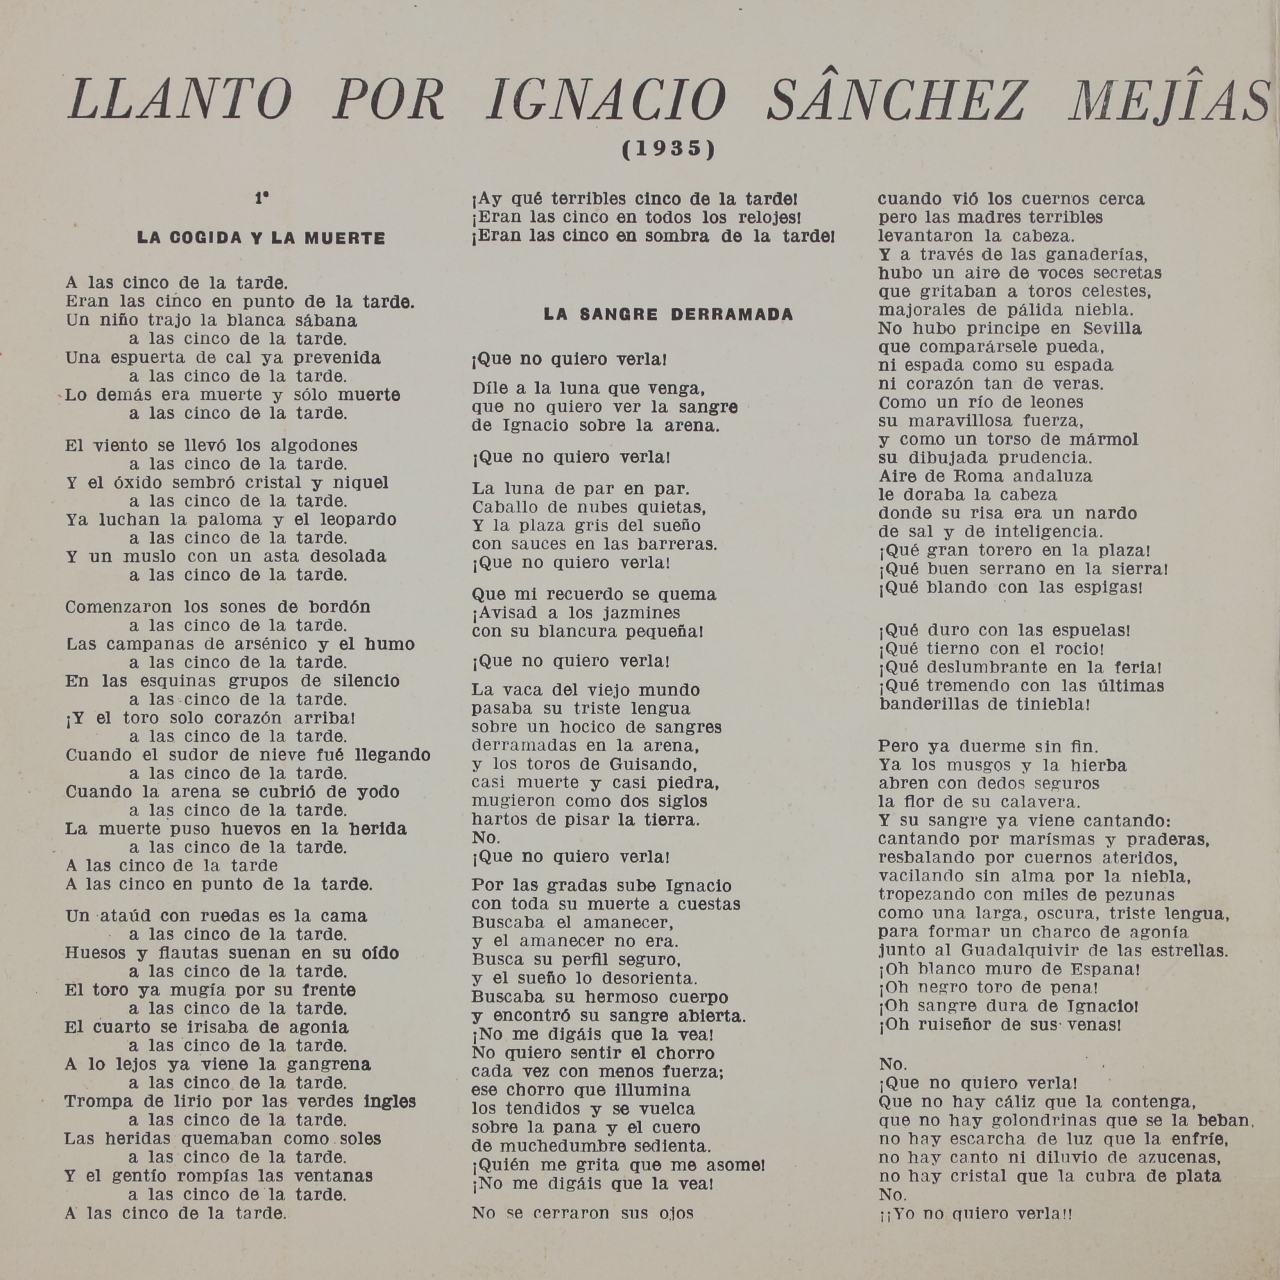 LLANTO POR IGNACIO SÂNCHEZ MEJÎAS
(1935)
1º
LA COGIDA Y LA MUERTE
A las cinco de la tarde.
Eran las cinco en punto de la tarde.
Un niño trajo la blanca sábana
a las cinco de la tarde.
Una espuerta de cal ya prevenida
a las cinco de la tarde.
Lo demás era muerte y sólo muerte
a las cinco de la tarde.
El viento se llevó los algodones
a las cinco de la tarde.
Y el óxido sembró cristal y niquel
a las cinco de la tarde.
Ya luchan la paloma y el leopardo
a las cinco de la tarde.
Y un muslo con un asta desolada
a las cinco de la tarde.
Comenzaron los sones de bordón
a las cinco de la tarde.
Las campanas de arsénico y el humo
a las cinco de la tarde.
En las esquinas grupos de silencio
a las cinco de la tarde.
¡Y el toro solo corazón arriba!
a las cinco de la tarde.
Cuando el sudor de nieve fué llegando
a las cinco de la tarde.
Cuando la arena se cubrió de yodo
a las cinco de la tarde.
La muerte puso huevos en la herida
a las cinco de la tarde.
A las cinco de la tarde
A las cinco en punto de la tarde.
Un ataúd con ruedas es la cama
a las cinco de la tarde.
Huesos y flautas suenan en su oído
a las cinco de la tarde.
El toro ya mugía por su frente
a las cinco de la tarde.
El cuarto se irisaba de agonia
a las cinco de la tarde.
A lo lejos ya viene la gangrena
a las cinco de la tarde.
Trompa de lirio por las verdes ingles
a las cinco de la tarde.
Las heridas quemaban como soles
a las cinco de la tarde.
Y el gentío rompías las ventanas
a las cinco de la tarde.
A las cinco de la tarde.
¡Ay qué terribles cinco de la tarde!
¡Eran las cinco en todos los relojes!
¡Eran las cinco en sombra de la tarde!
LA SANGRE DERRAMADA
¡Que no quiero verla!
Díle a la luna que venga,
que no quiero ver la sangre
de Ignacio sobre la arena.
¡Que no quiero verla!
La luna de par en par.
Caballo de nubes quietas,
Y la plaza gris del sueño
con sauces en las barreras.
¡Que no quiero verla!
Que mi recuerdo se quema
¡Avisad a los jazmines
con su blancura pequeña!
¡Que no quiero verla!
La vaca del viejo mundo
pasaba su triste lengua
sobre un hocico de sangres
derramadas en la arena,
y los toros de Guisando,
casi muerte y casi piedra,
mugieron como dos siglos
hartos de pisar la tierra.
No.
¡Que no quiero verla!
Por las gradas sube Ignacio
con toda su muerte a cuestas
Buscaba el amanecer,
y el amanecer no era.
Busca su perfil seguro,
y el sueño lo desorienta.
Buscaba su hermoso cuerpo
y encontró su sangre abierta.
¡No me digáis que la vea!
No quiero sentir el chorro
cada vez con menos fuerza;
ese chorro que illumina
los tendidos y se vuelca
sobre la pana y el cuero
de muchedumbre sedienta.
¡Quién me grita que me asome!
¡No me digáis que la vea!
No se cerraron sus ojos
cuando vió los cuernos cerca
pero las madres terribles
levantaron la cabeza.
Y a través de las ganaderías,
hubo un aire de voces secretas
que gritaban a toros celestes,
majorales de pálida niebla.
No hubo principe en Sevilla
que comparársele pueda,
ni espada como su espada
ni corazón tan de veras.
Como un río de leones
su maravillosa fuerza,
y como un torso de mármol
su dibujada prudencia.
Aire de Roma andaluza
le doraba la cabeza
donde su risa era un nardo
de sal y de inteligencia.
¡Qué gran torero en la plaza!
¡Qué buen serrano en la sierra!
¡Qué blando con las espigas!
¡Qué duro con las espuelas!
¡Qué tierno con el rocio!
¡Qué deslumbrante en la feria!
¡Qué tremendo con las últimas
banderillas de tiniebla!
Pero ya duerme sin fin.
Ya los musgos y la hierba
abren con dedos seguros
la flor de su calavera.
Y su sangre ya viene cantando:
cantando por marismas y praderas,
resbalando por cuernos ateridos,
vacilando sin alma por la niebla,
tropezando con miles de pezunas
como una larga, oscura, triste lengua,
para formar un charco de agonía
junto al Guadalquivir de las estrellas.
¡Oh blanco muro de Espana!
¡Oh negro toro de pena!
¡Oh sangre dura de Ignacio!
¡Oh ruiseñor de sus venas!
No.
¡Que no quiero verla!
Que no hay cáliz que la contenga,
que no hay golondrinas que se la beban,
no hay escarcha de luz que la enfríe,
no hay canto ni diluvio de azucenas,
no hay cristal que la cubra de plata
No.
¡¡Yo no quiero verla!!